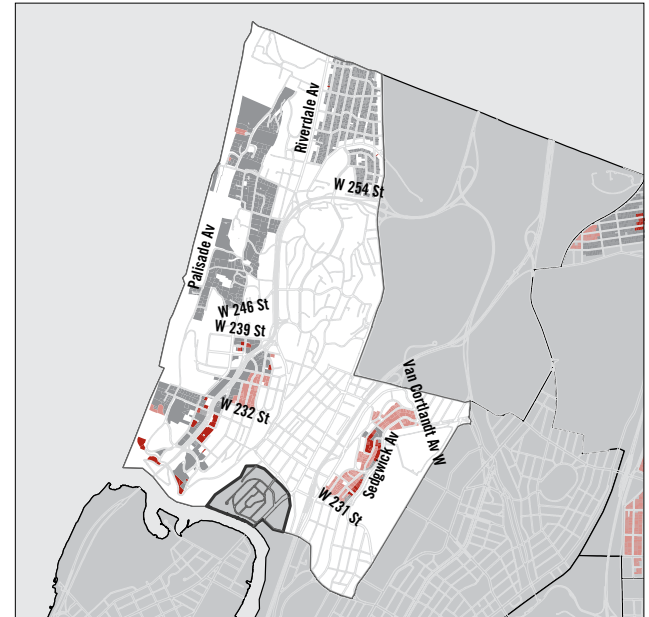 Riverdale Av
W 254 St
Palisade Av
W 246 St
W 239 St
Van Cortlandt Av W
W 232 St
Sedgwick Av
W 231 St